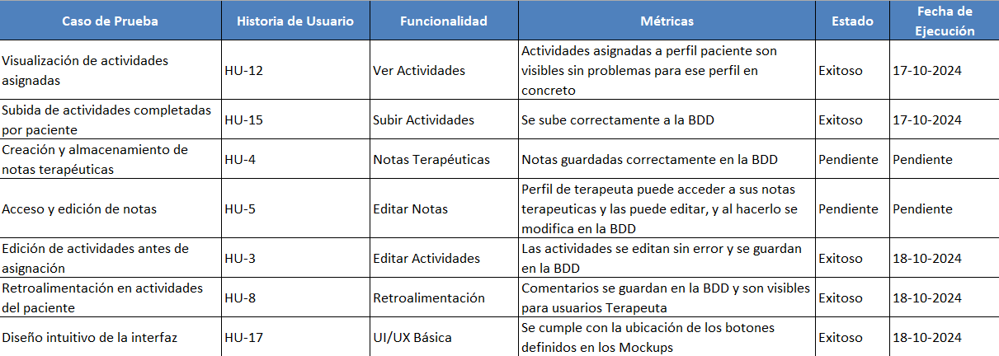 Caso de Prueba Historia de Usuario Funcionalidad Métricas Estado Fecha de
Ejecución
Visualización de actividades
asignadas
HU-12
Ver Actividades
Actividades asignadas a perfil paciente son
visibles sin problemas para ese perfil en
concreto
Exitoso
17-10-2024
Subida de actividades completadas
por paciente
HU-15
Subir Actividades
Se sube correctamente a la BDD
Exitoso
17-10-2024
Creación y almacenamiento de
notas terapéuticas
HU-4
Notas Terapéuticas
Notas guardadas correctamente en la BDD
Pendiente
Pendiente
Acceso y edición de notas
HU-5
Editar Notas
Perfil de terapeuta puede acceder a sus notas
terapeuticas y las puede editar, y al hacerlo se
modifica en la BDD
Pendiente
Pendiente
Edición de actividades antes de
asignación
HU-3
Editar Actividades
Las actividades se editan sin error y se guardan
en la BDD
Exitoso
18-10-2024
Retroalimentación en actividades
del paciente
HU-8
Retroalimentación
Comentarios se guardan en la BDD y son visibles
para usuarios Terapeuta
Exitoso
18-10-2024
Diseño intuitivo de la interfaz
HU-17
UI/UX Básica
Se cumple con la ubicación de los botones
definidos en los Mockups
Exitoso
18-10-2024